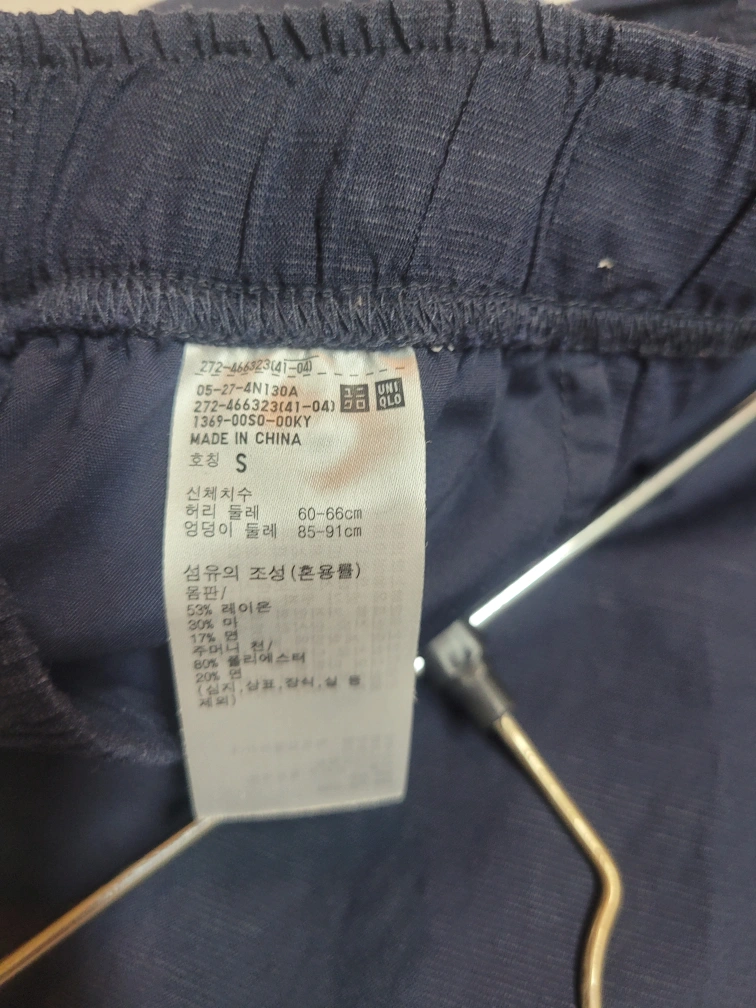 272-466323(41-04)
05-27-4N130A
272-466323(41-04)
ユニ
クロ
UNI
QLO
1369-00S0-00KY
MADE IN CHINA
호칭 S
신체치수
허리 둘레 60-66cm
엉덩이 둘레 85-91cm
섬유의 조성(혼용률)
몸판/
53% 레이온
30% 마
17% 면
주머니 천/
80% 폴리에스터
20% 면
(심지,상표,장식,실 등
제외)